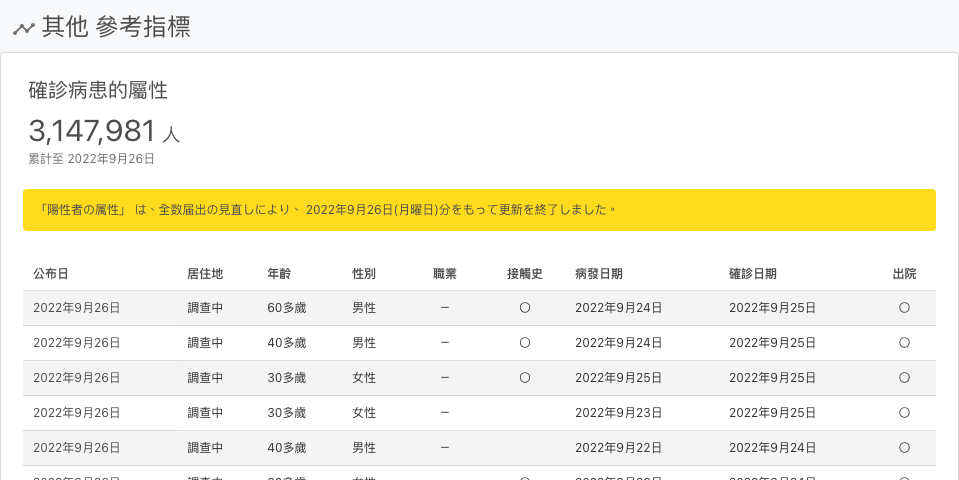 其他 參考指標
確診病患的屬性
3,147,981 人
累計至 2022年9月26日
「陽性者の属性」 は、全数届出の見直しにより、 2022年9月26日(月曜日)分をもって更新を終了しました。
公布日 居住地 年齡 性別 職業 接觸史 病發日期 確診日期 出院
2022年9月26日 調查中 60多歲 男性 － 〇 2022年9月24日 2022年9月25日 〇
2022年9月26日 調查中 40多歲 男性 － 〇 2022年9月24日 2022年9月25日 〇
2022年9月26日 調查中 30多歲 女性 － 〇 2022年9月25日 2022年9月25日 〇
2022年9月26日 調查中 30多歲 女性 － 2022年9月23日 2022年9月25日 〇
2022年9月26日 調查中 40多歲 男性 － 2022年9月22日 2022年9月24日 〇